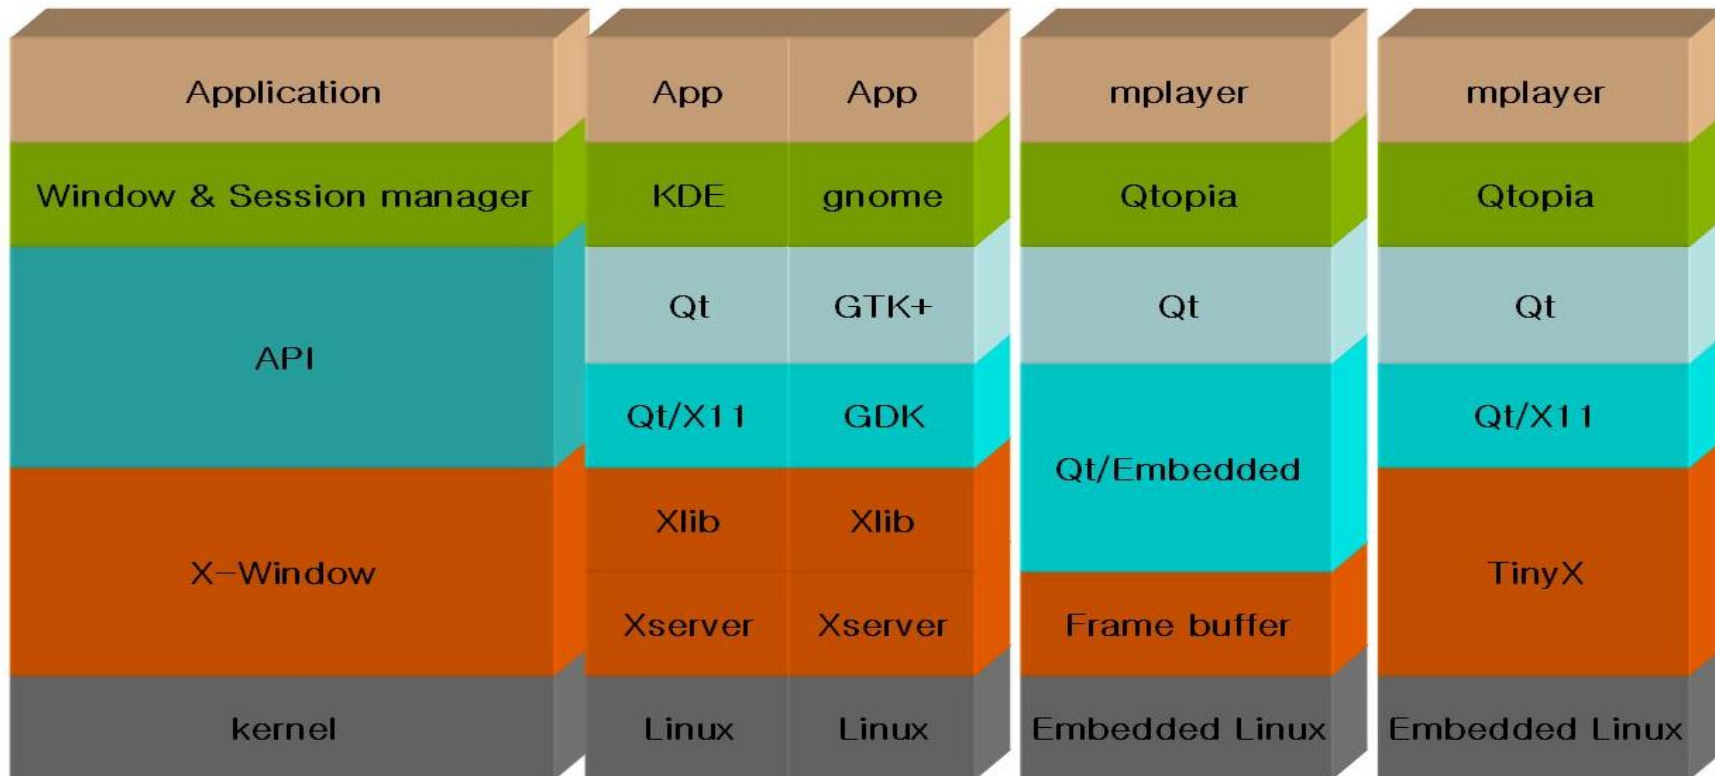 Application
App
App
mplayer
mplayer
Window & Session manager
KDE
gnome
Qtopia
Qtopia
API
Qt
GTK+
Qt
Qt
Qt/X11
GDK
Qt/Embedded
Qt/X11
X-Window
Xlib
Xlib
TinyX
Xserver
Xserver
Frame buffer
kernel
Linux
Linux
Embedded Linux
Embedded Linux